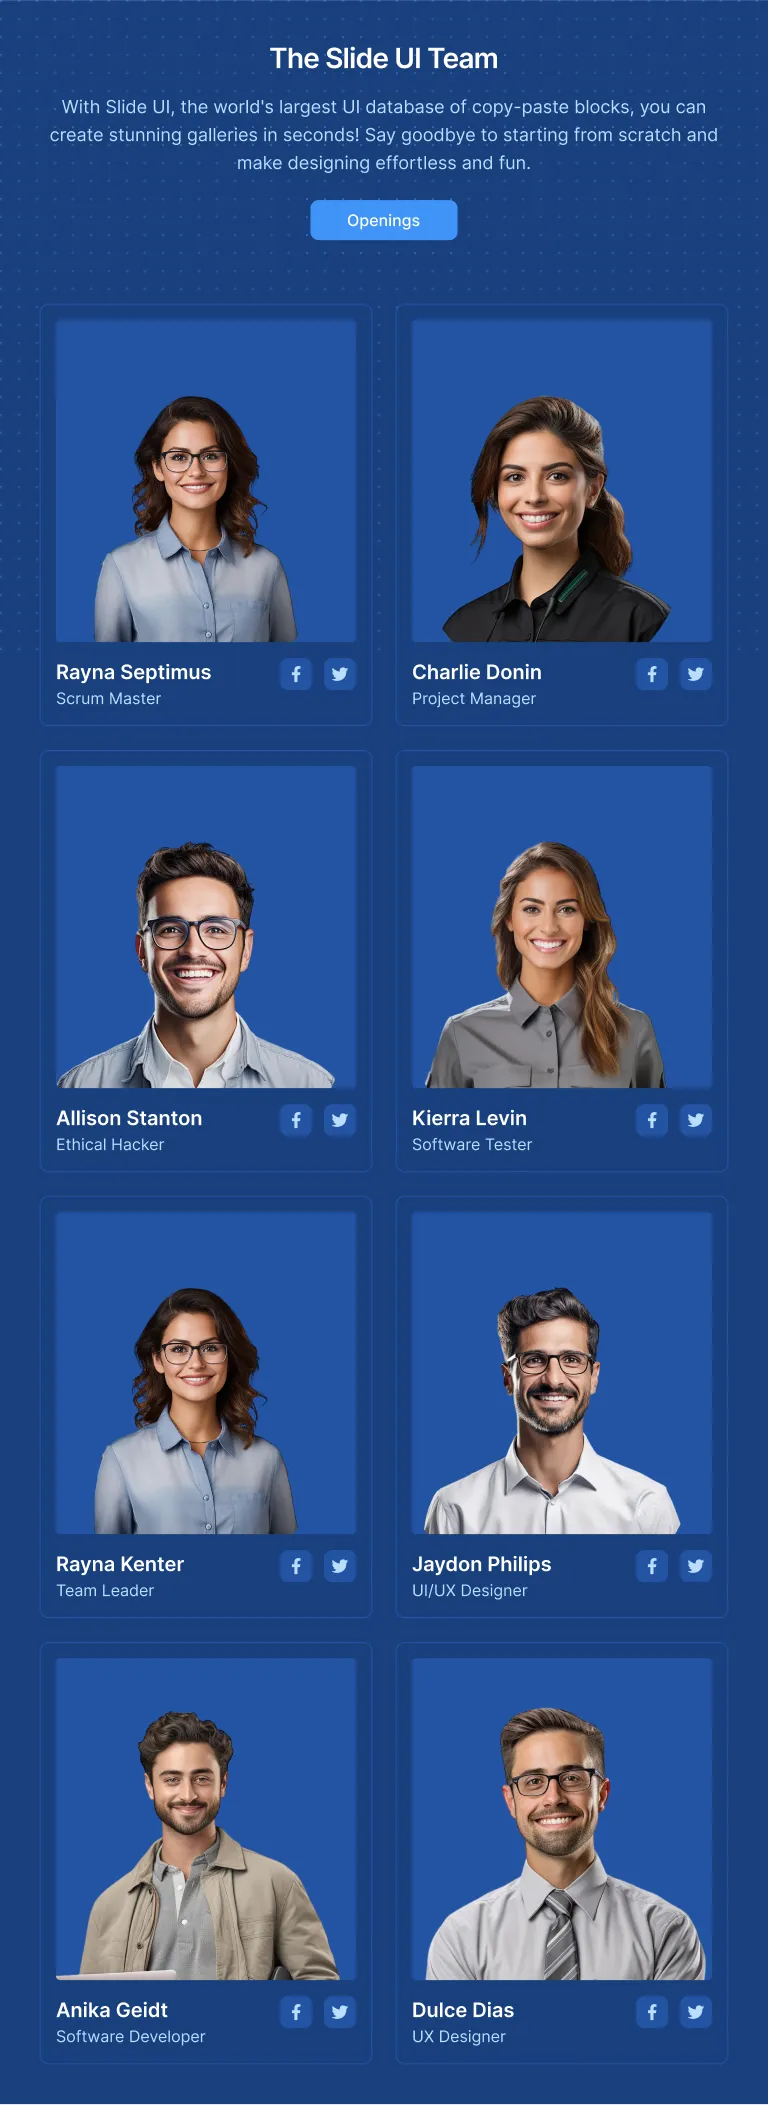 The Slide UI Team
With Slide UI, the world's largest UI database of copy-paste blocks, you can
create stunning galleries in seconds! Say goodbye to starting from scratch and
make designing effortless and fun.
Openings
Rayna Septimus
Scrum Master
Charlie Donin
Project Manager
Allison Stanton
Ethical Hacker
Kierra Levin
Software Tester
Rayna Kenter
Team Leader
Jaydon Philips
UI/UX Designer
Anika Geidt
Software Developer
Dulce Dias
UX Designer